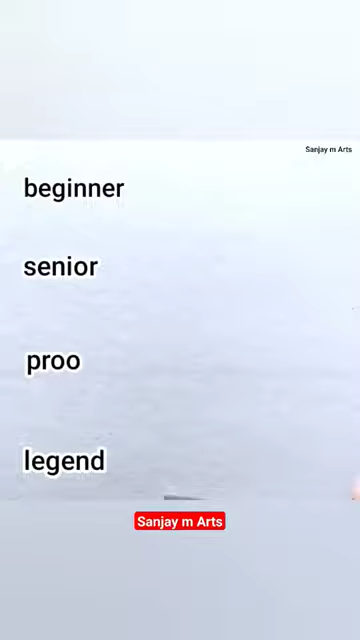 Sanjay m Arts
beginner
senior
proo
legend
Sanjay m Arts